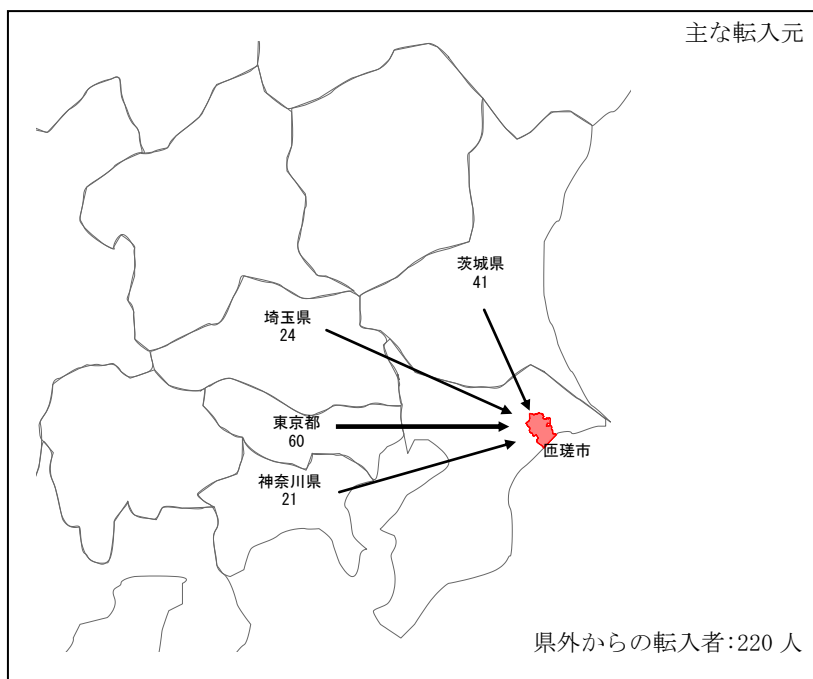 主な転入元
茨城県
41
埼玉県
24
東京都
60
匝瑳市
神奈川県
21
県外からの転入者:220 人